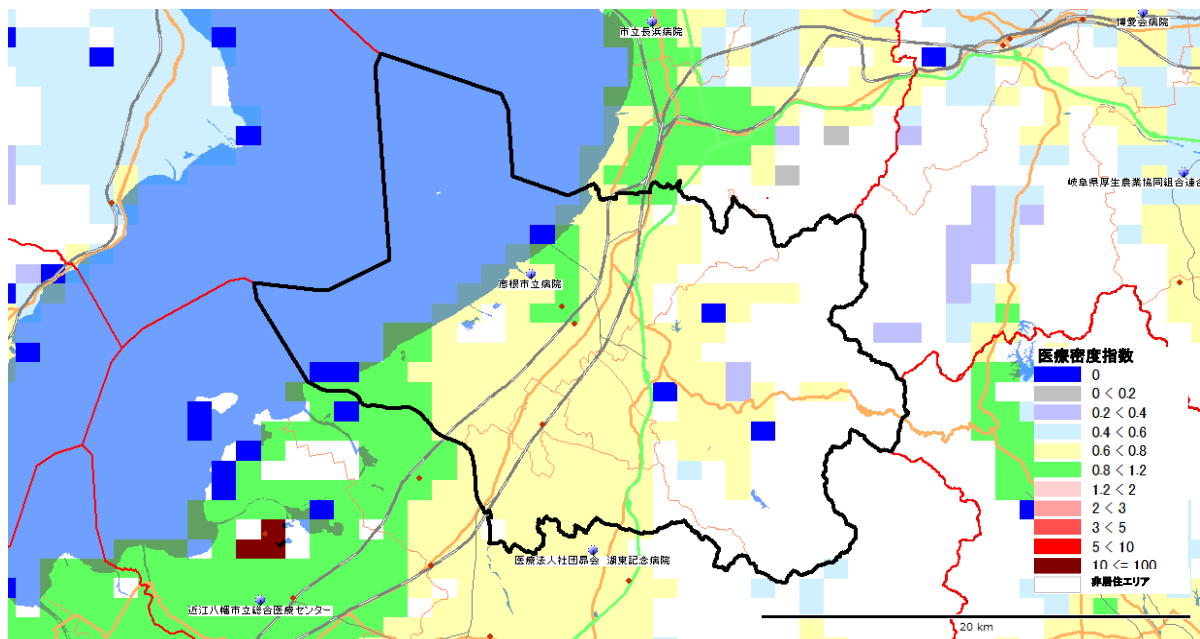 博愛会病院
市立長浜病院
岐阜県厚生農業協同組合連合
彦根市立病院
医療密度指数
0
0 < 0.2
0.2 < 0.4
0.4 < 0.6
0.6 < 0.8
0.8 < 1.2
1.2 < 2
2 < 3
3 < 5
5 < 10
10 <= 100
非居住エリア
医療法人社団昴会 湖東記念病院
近江八幡市立総合医療センター
20 km